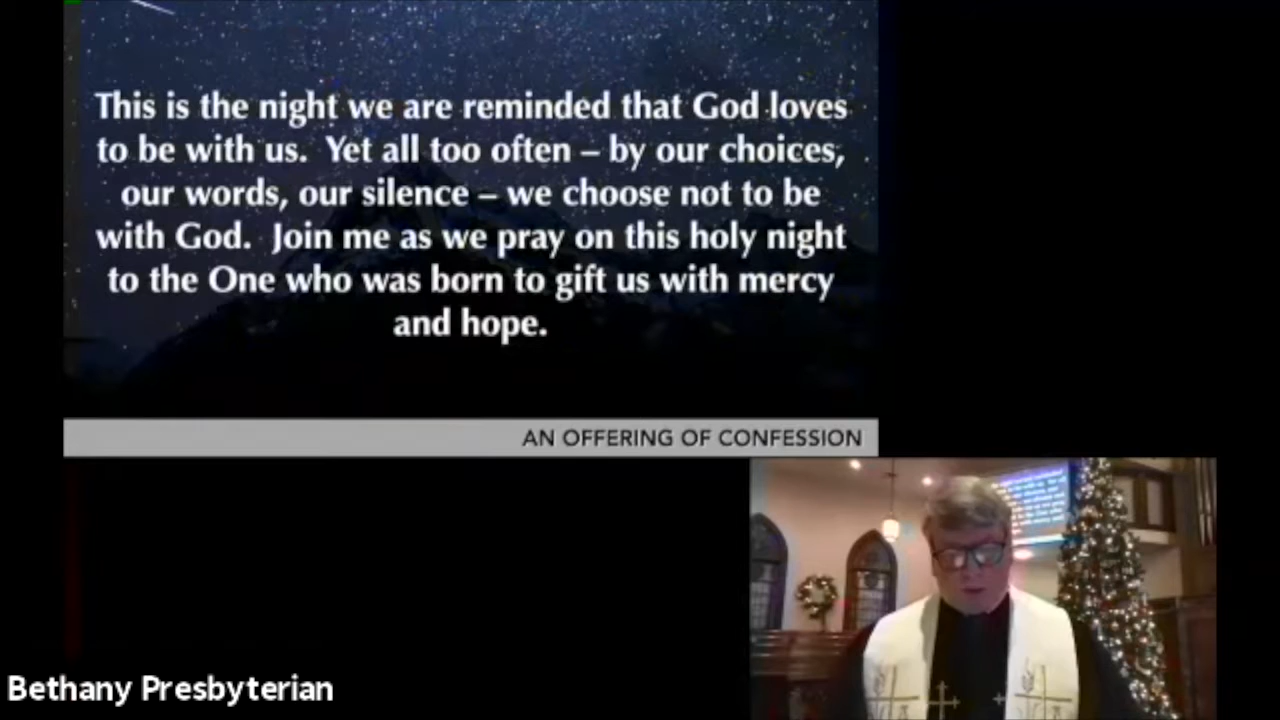 This is the night we are reminded that God loves
to be with us. Yet all too often – by our choices,
our words, our silence – we choose not to be
with God. Join me as we pray on this holy night
to the One who was born to gift us with mercy
and hope.
AN OFFERING OF CONFESSION
Bethany Presbyterian